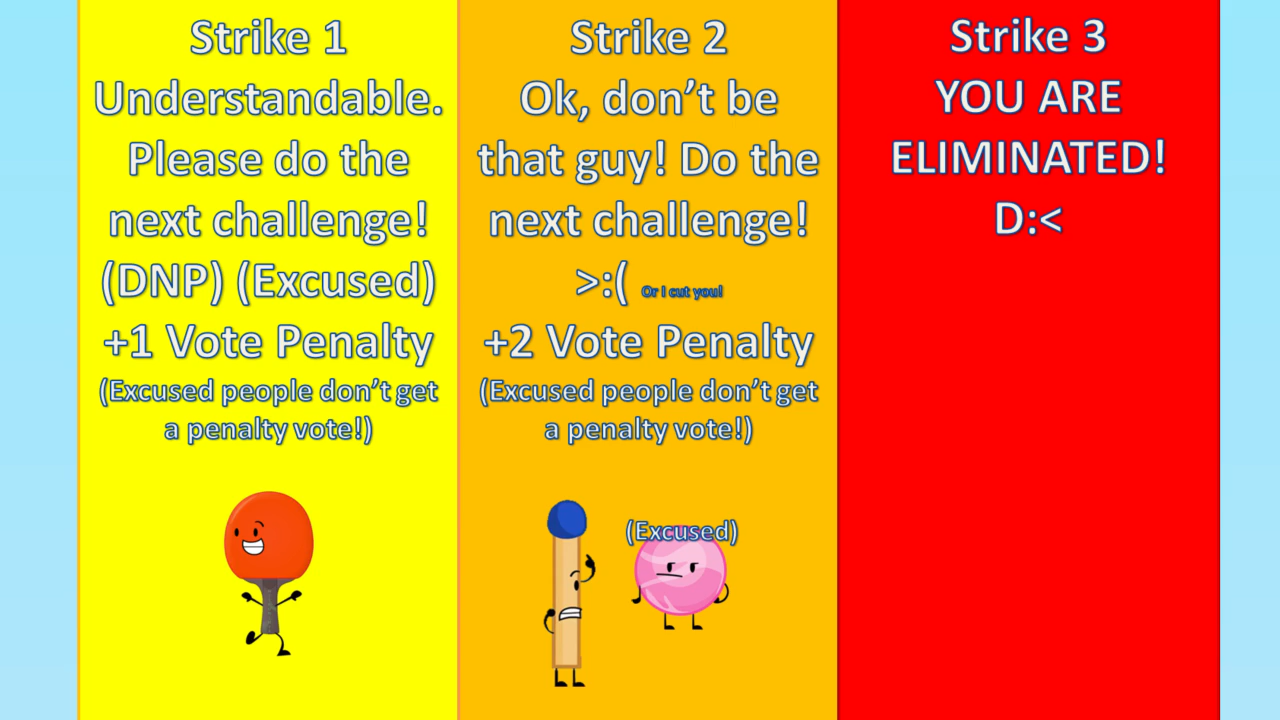 Strike 1
Understandable.
Please do the
next challenge!
(DNP) (Excused)
+1 Vote Penalty
(Excused people don't get
a penalty vote!)
Strike 2
Ok, don't be
that guy! Do the
next challenge!
>:( Or I cut you!
+2 Vote Penalty
(Excused people don't get
a penalty vote!)
(Excused)
Strike 3
YOU ARE
ELIMINATED!
D:<